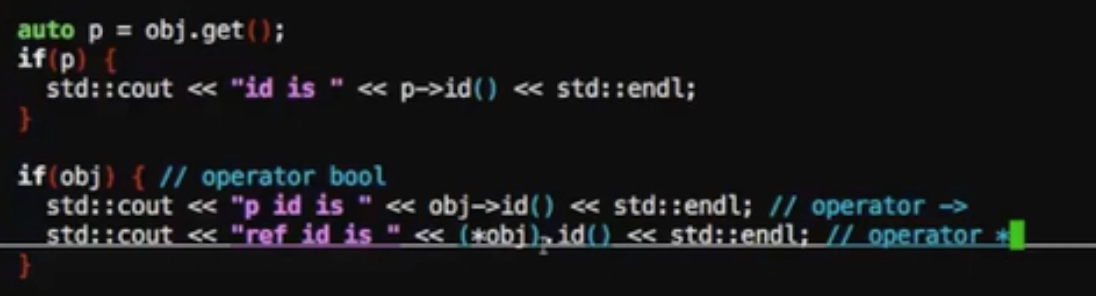 auto p = obj.get();
if(p) {
  std::cout << "id is " << p->id() << std::endl;
}

if(obj) { // operator bool
  std::cout << "p id is " << obj->id() << std::endl; // operator ->
  std::cout << "ref id is " << (*obj).id() << std::endl; // operator *
}